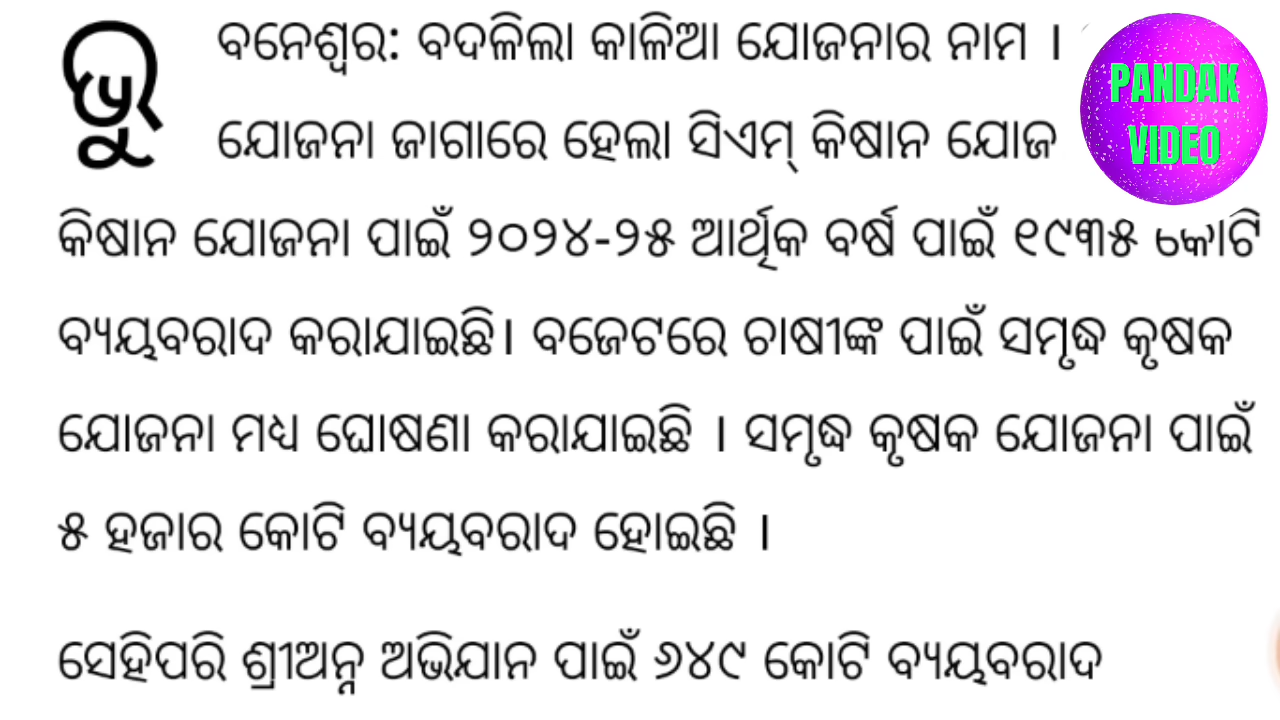 ଭୁବନେଶ୍ୱର: ବଦଳିଲା କାଳିଆ ଯୋଜନାର ନାମ ।
ଯୋଜନା ଜାଗାରେ ହେଲା ସିଏମ୍ କିଷାନ ଯୋଜ
PANDAK
VIDEO
କିଷାନ ଯୋଜନା ପାଇଁ ୨୦୨୪-୨୫ ଆର୍ଥିକ ବର୍ଷ ପାଇଁ ୧୯୩୫ କୋଟି
ବ୍ୟୟବରାଦ କରାଯାଇଛି। ବଜେଟରେ ଚାଷୀଙ୍କ ପାଇଁ ସମୃଦ୍ଧ କୃଷକ
ଯୋଜନା ମଧ୍ୟ ଘୋଷଣା କରାଯାଇଛି । ସମୃଦ୍ଧ କୃଷକ ଯୋଜନା ପାଇଁ
୫ ହଜାର କୋଟି ବ୍ୟୟବରାଦ ହୋଇଛି ।
ସେହିପରି ଶ୍ରୀଅନ୍ନ ଅଭିଯାନ ପାଇଁ ୬୪୯ କୋଟି ବ୍ୟୟବରାଦ